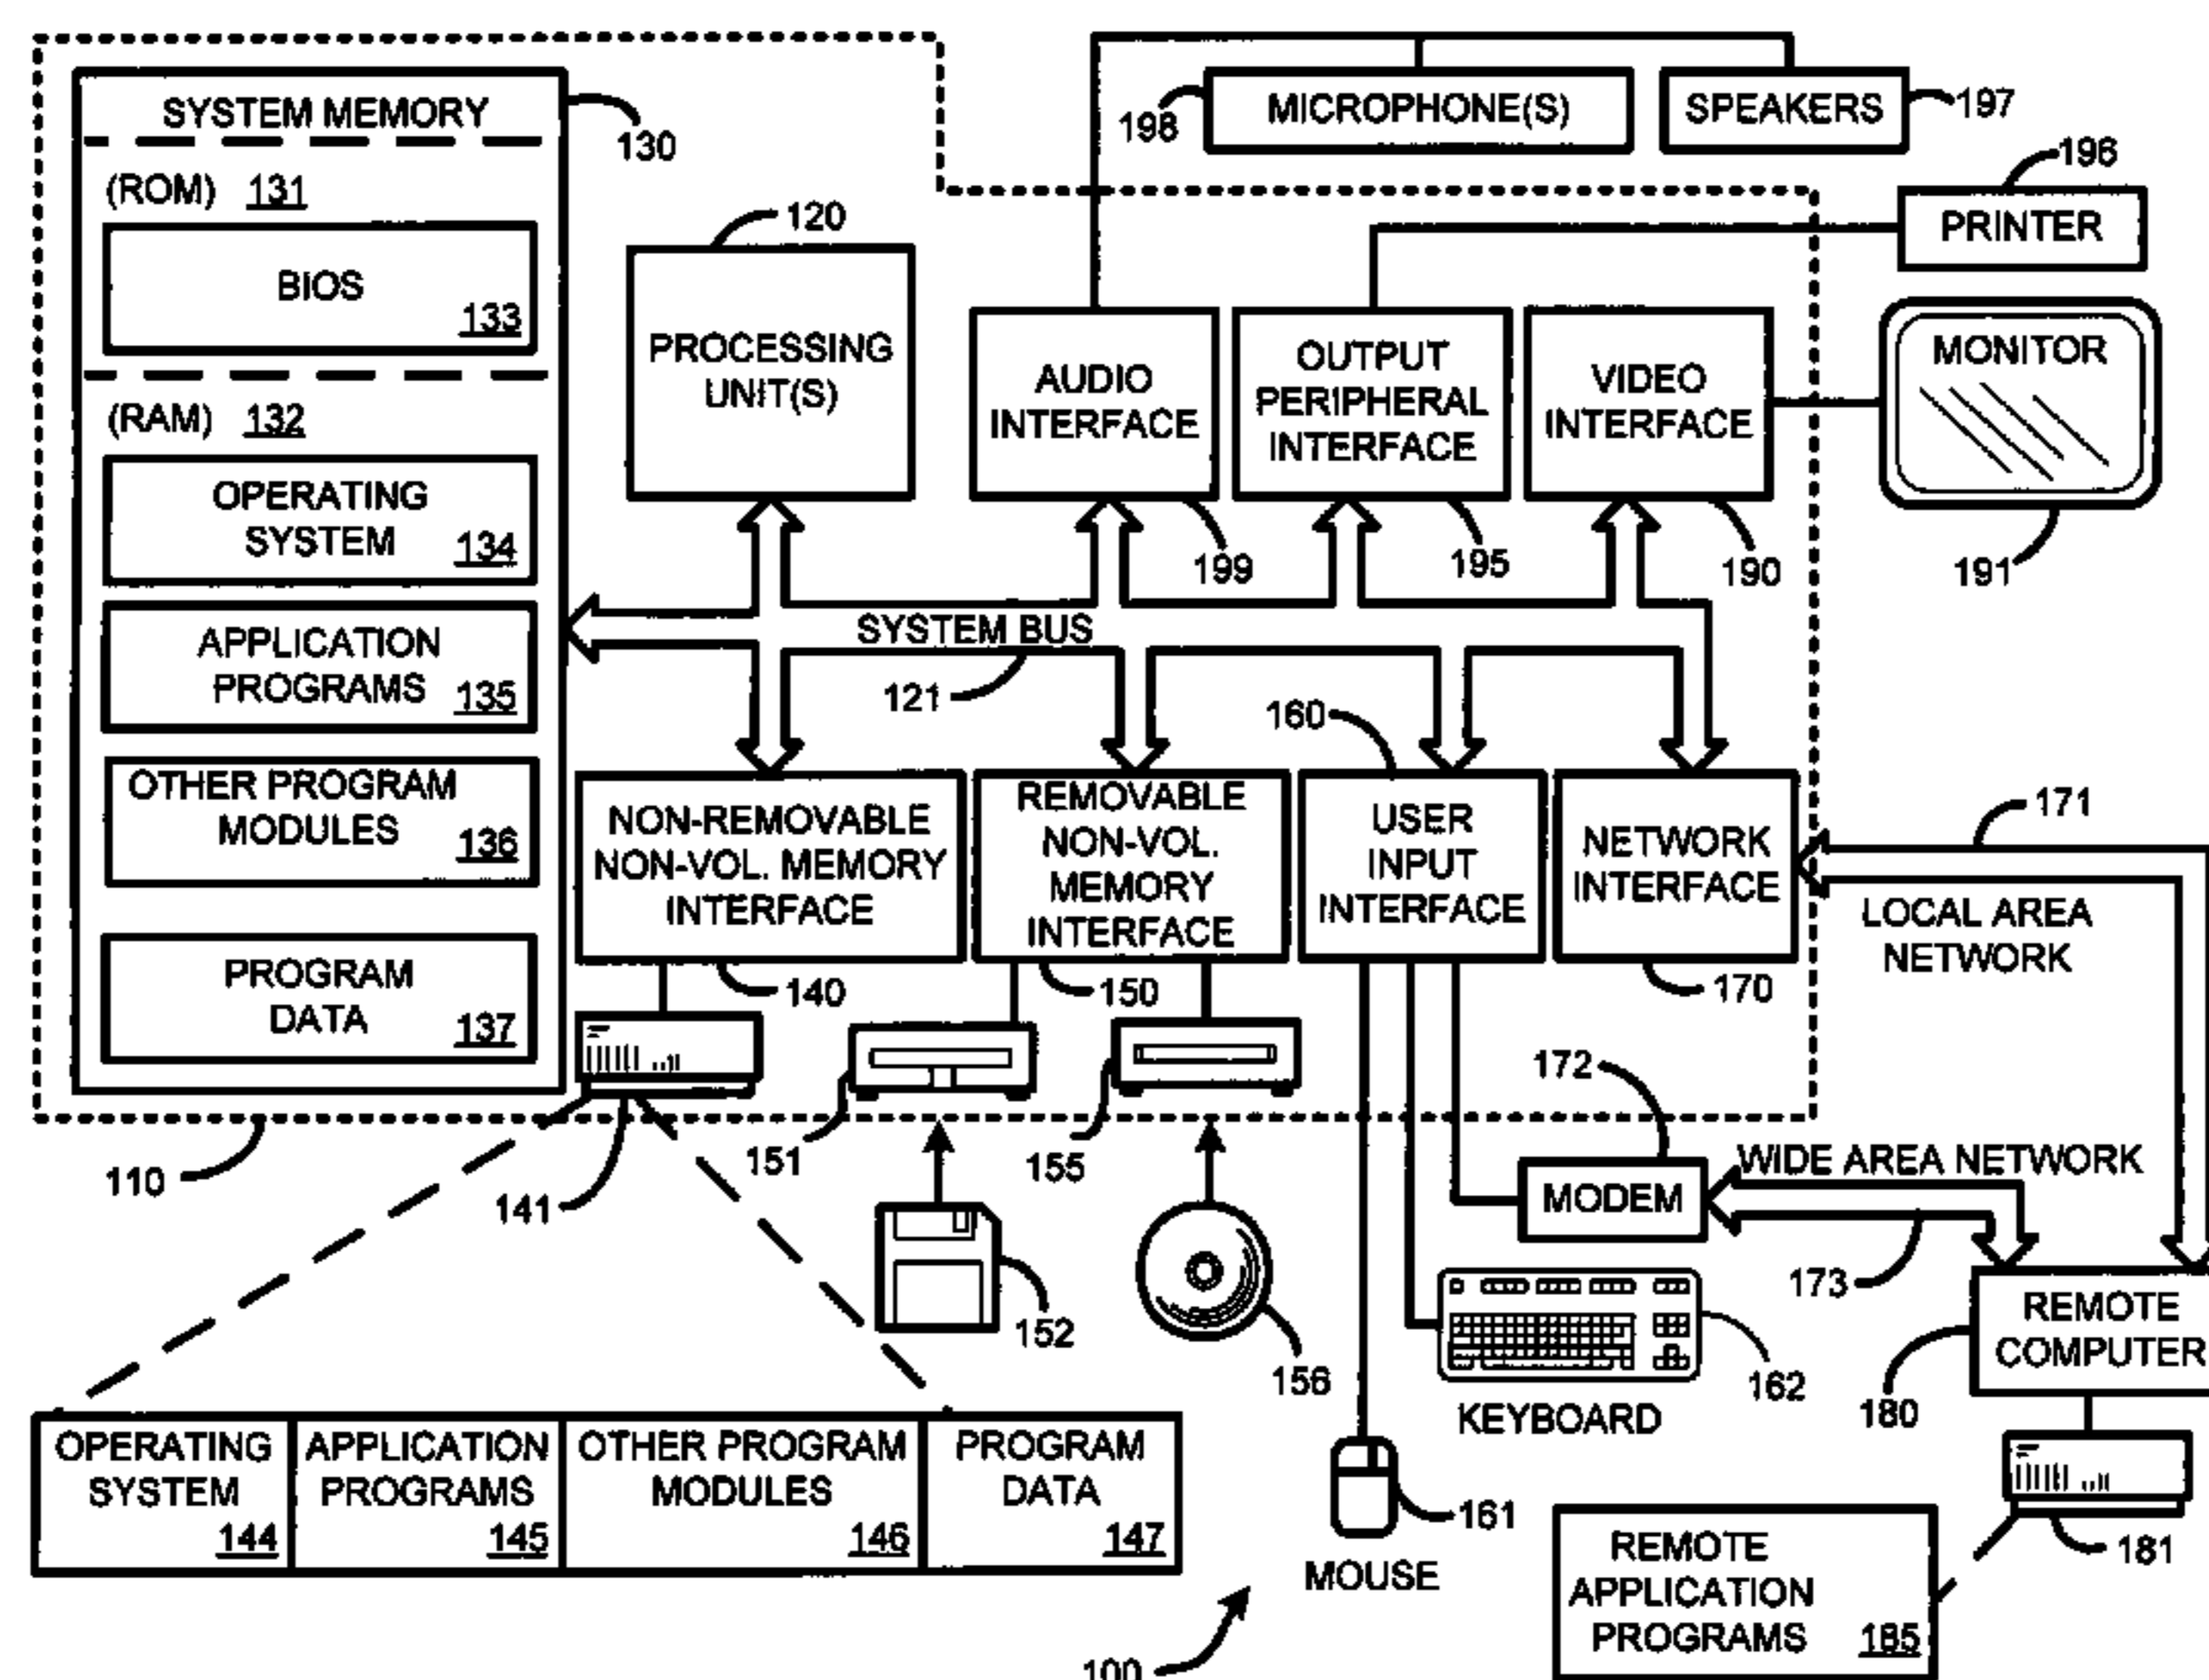 SYSTEM MEMORY
130
(ROM) 131
BIOS
133
(RAM) 132
OPERATING
SYSTEM 134
APPLICATION
PROGRAMS 135
OTHER PROGRAM
MODULES 136
PROGRAM
DATA 137
120
PROCESSING
UNIT(S)
198
MICROPHONE(S)
SPEAKERS
197
196
PRINTER
AUDIO
INTERFACE
199
OUTPUT
PERIPHERAL
INTERFACE
195
VIDEO
INTERFACE
190
MONITOR
191
SYSTEM BUS
121
NON-REMOVABLE
NON-VOL. MEMORY
INTERFACE
140
REMOVABLE
NON-VOL.
MEMORY
INTERFACE
150
160
USER
INPUT
INTERFACE
NETWORK
INTERFACE
170
171
LOCAL AREA
NETWORK
110
141
151
155
152
156
172
MODEM
WIDE AREA NETWORK
173
162
KEYBOARD
REMOTE
COMPUTER
180
181
161
MOUSE
OPERATING
SYSTEM
144
APPLICATION
PROGRAMS
145
OTHER PROGRAM
MODULES
146
PROGRAM
DATA
147
REMOTE
APPLICATION
PROGRAMS 185
100